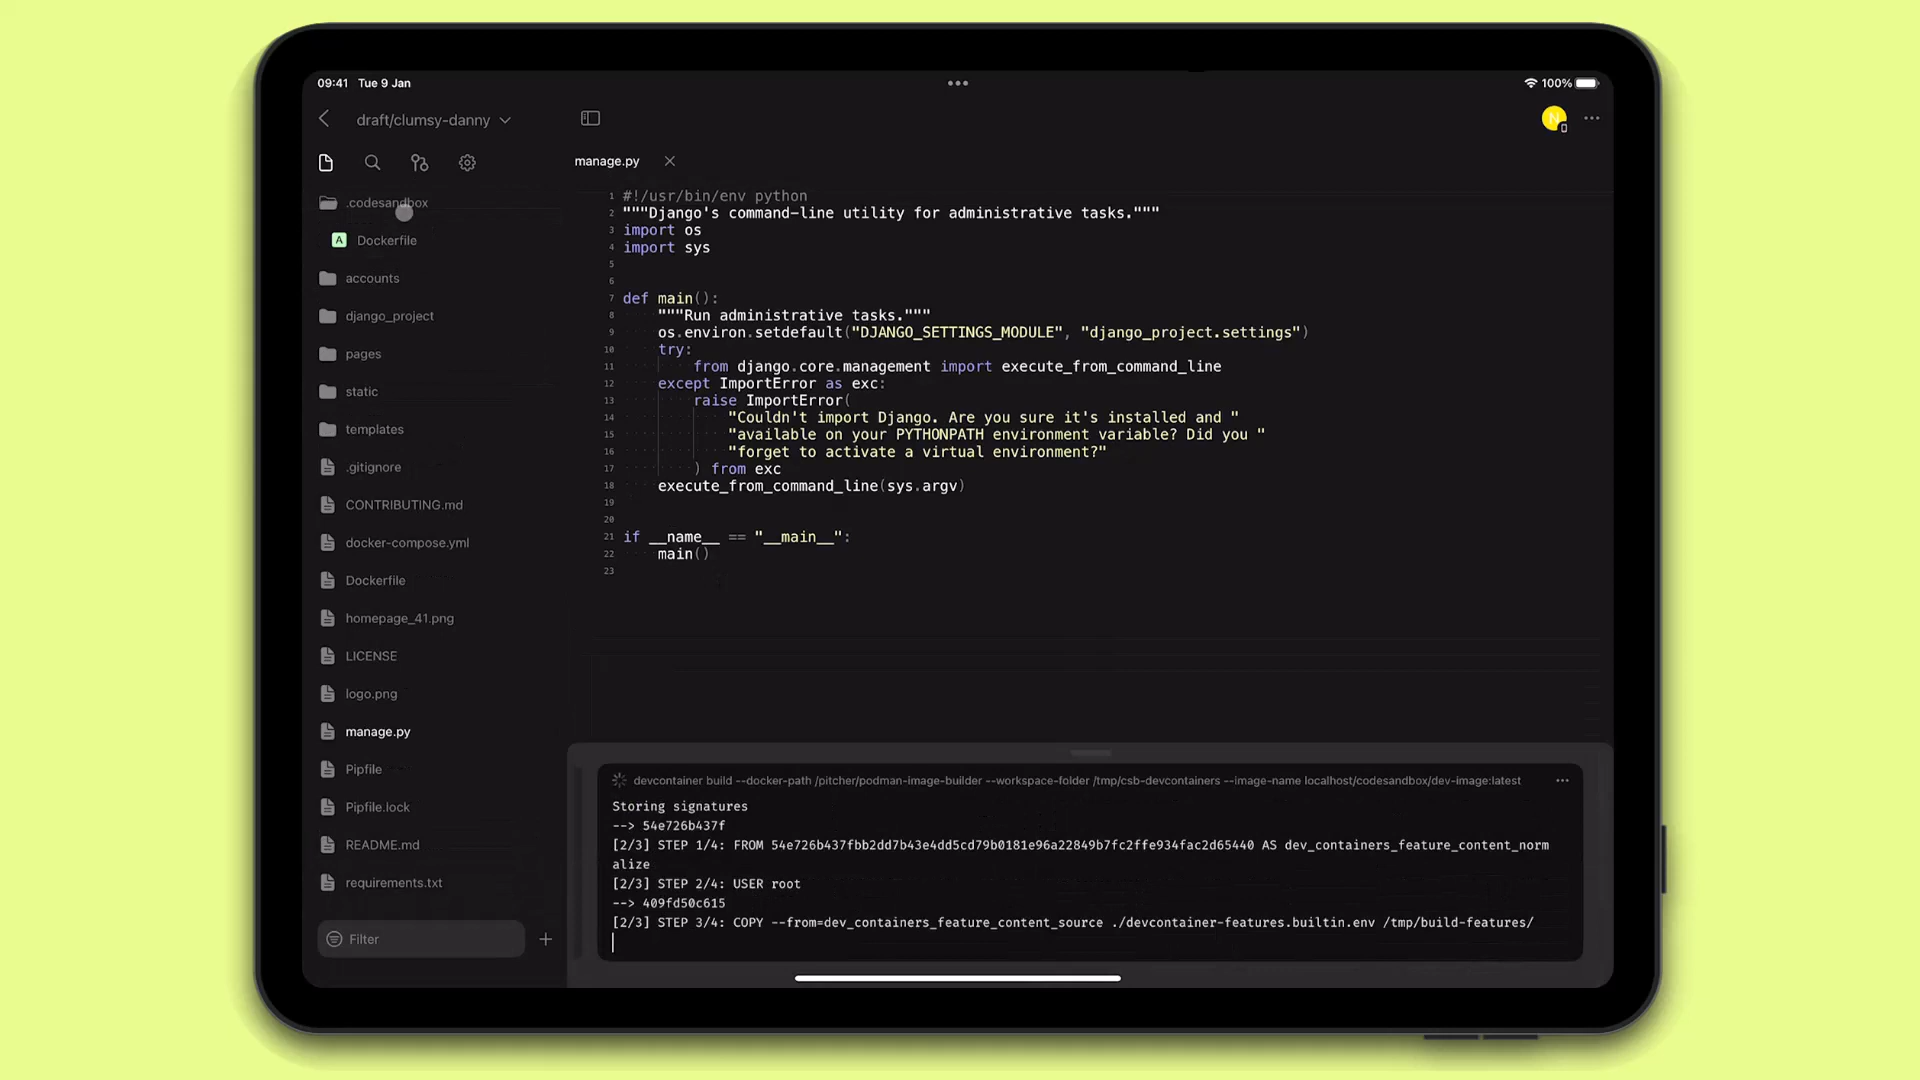 09:41 Tue 9 Jan
100%
draft/clumsy-danny
N
manage.py
.codesandbox
A Dockerfile
accounts
django_project
pages
static
templates
.gitignore
CONTRIBUTING.md
docker-compose.yml
Dockerfile
homepage_41.png
LICENSE
logo.png
manage.py
Pipfile
Pipfile.lock
README.md
requirements.txt
Filter
1 #!/usr/bin/env python
2 """Django's command-line utility for administrative tasks."""
3 import os
4 import sys
5
6
7 def main():
8 """Run administrative tasks."""
9 os.environ.setdefault("DJANGO_SETTINGS_MODULE", "django_project.settings")
10 try:
11 from django.core.management import execute_from_command_line
12 except ImportError as exc:
13 raise ImportError(
14 "Couldn't import Django. Are you sure it's installed and "
15 "available on your PYTHONPATH environment variable? Did you "
16 "forget to activate a virtual environment?"
17 ) from exc
18 execute_from_command_line(sys.argv)
19
20
21 if __name__ == "__main__":
22 main()
23
devcontainer build --docker-path /pitcher/podman-image-builder --workspace-folder /tmp/csb-devcontainers --image-name localhost/codesandbox/dev-image:latest
Storing signatures
--> 54e726b437f
[2/3] STEP 1/4: FROM 54e726b437fbb2dd7b43e4dd5cd79b0181e96a22849b7fc2ffe934fac2d65440 AS dev_containers_feature_content_norm
alize
[2/3] STEP 2/4: USER root
--> 409fd50c615
[2/3] STEP 3/4: COPY --from=dev_containers_feature_content_source ./devcontainer-features.builtin.env /tmp/build-features/